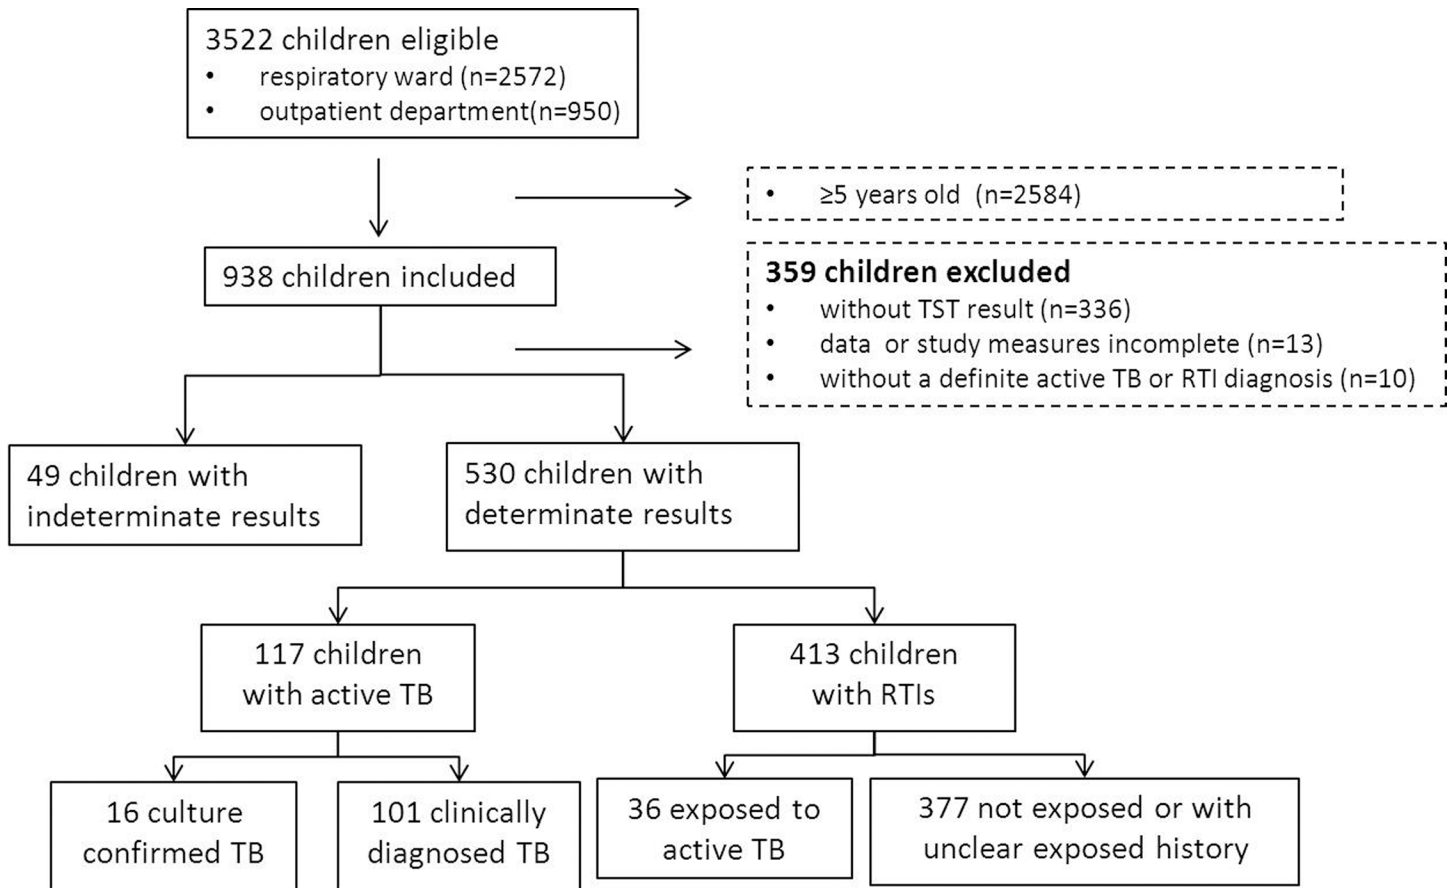 3522 children eligible
• respiratory ward (n=2572)
• outpatient department(n=950)
• ≥5 years old (n=2584)
938 children included
359 children excluded
• without TST result (n=336)
• data or study measures incomplete (n=13)
• without a definite active TB or RTI diagnosis (n=10)
49 children with
indeterminate results
530 children with
determinate results
117 children
with active TB
413 children
with RTIs
16 culture
confirmed TB
101 clinically
diagnosed TB
36 exposed to
active TB
377 not exposed or with
unclear exposed history